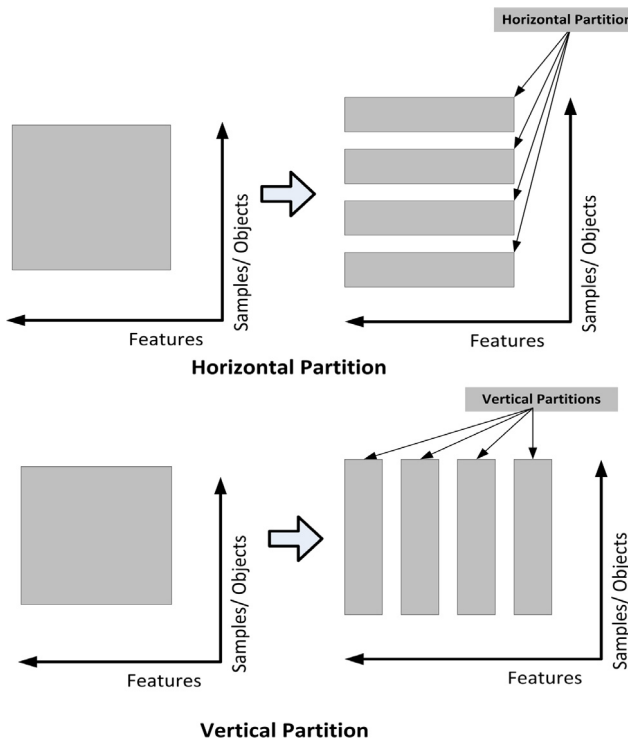 Horizontal Partition
Samples/ Objects
Samples/ Objects
Features
Features
Horizontal Partition
Vertical Partitions
Samples/ Objects
Samples/ Objects
Features
Features
Vertical Partition